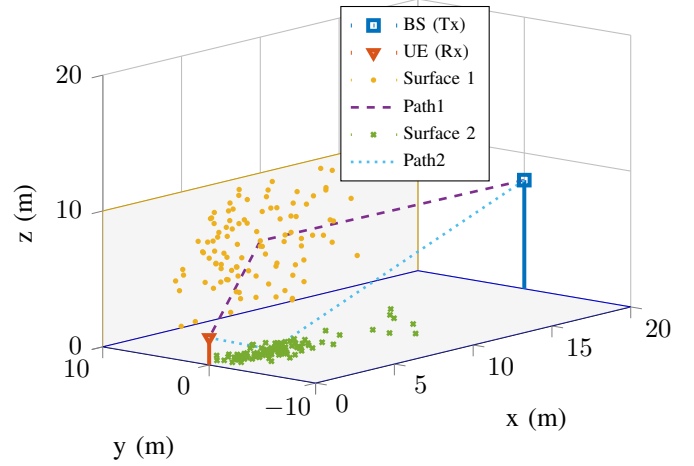 BS (Tx)
UE (Rx)
Surface 1
Path1
Surface 2
Path2
20
10
0
z (m)
10
0
−10
y (m)
0
5
10
15
20
x (m)